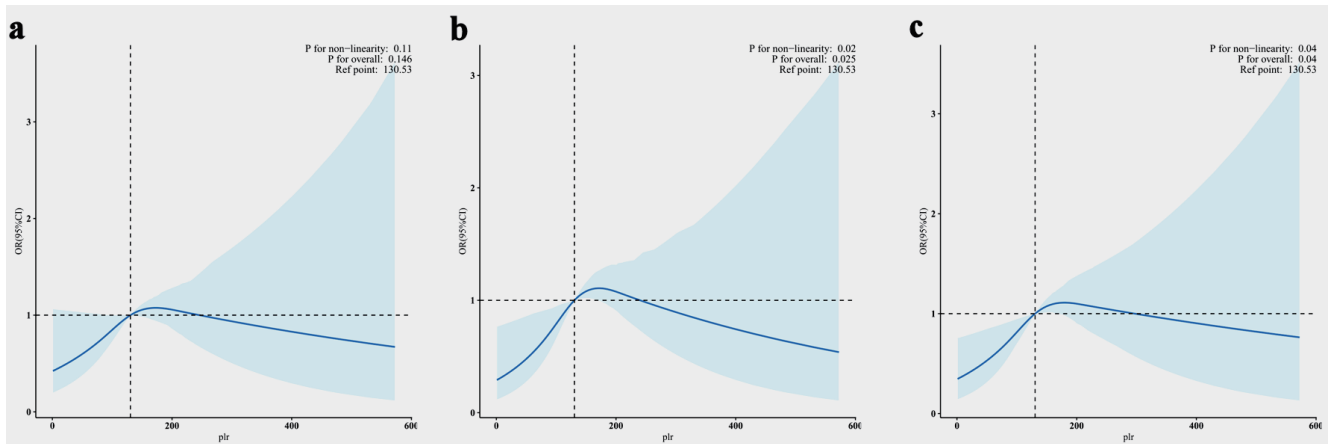 a
P for non−linearity: 0.11
P for overall: 0.146
Ref point: 130.53
3
2
1
0
OR(95%CI)
0
200
400
600
plr
b
P for non−linearity: 0.02
P for overall: 0.025
Ref point: 130.53
3
2
1
0
OR(95%CI)
0
200
400
600
plr
c
P for non−linearity: 0.04
P for overall: 0.04
Ref point: 130.53
3
2
1
0
OR(95%CI)
0
200
400
600
plr